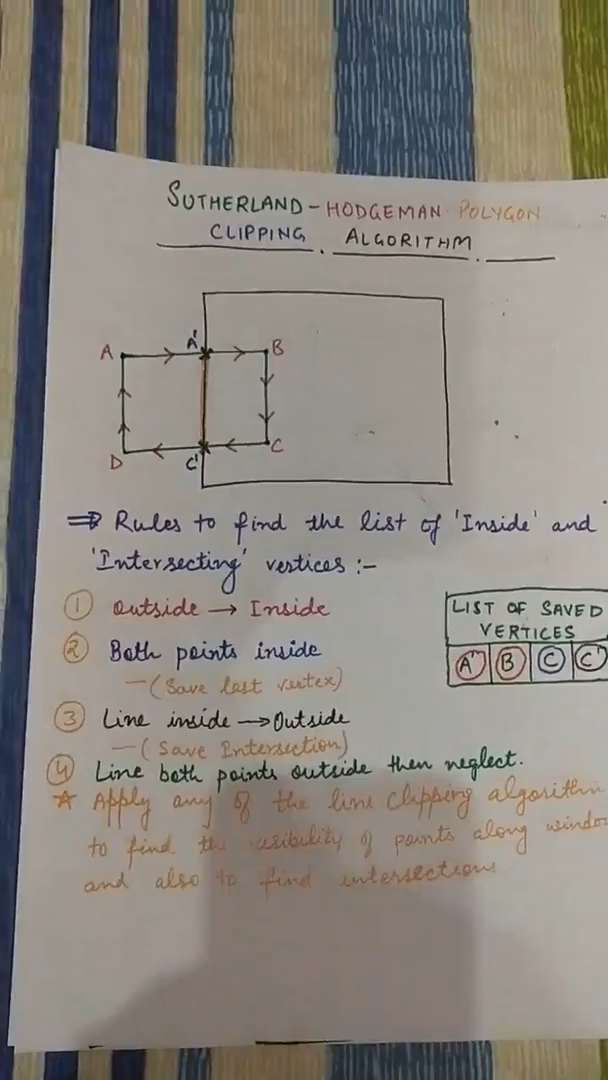 SUTHERLAND-HODGEMAN POLYGON
CLIPPING ALGORITHM
A
A'
B
D
C'
C
⇒ Rules to find the list of 'Inside' and
'Intersecting' vertices :-
① Outside → Inside
② Both points inside
-(Save last vertex)
③ Line inside → Outside
-(Save Intersection)
④ Line both points outside then neglect.
☆ Apply any of the line clipping algorithm
to find the visibility of points along windo
and also to find intersections.
LIST OF SAVED
VERTICES
A' B C C'